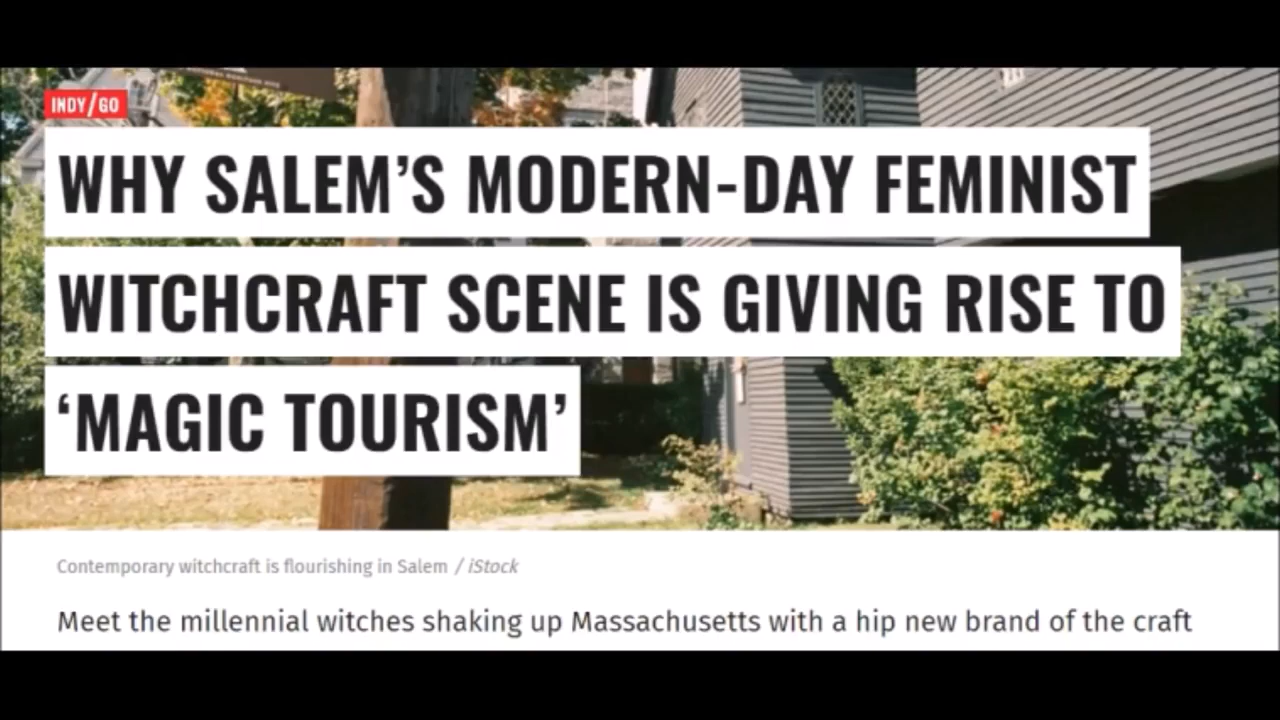 INDY/GO
WHY SALEM’S MODERN-DAY FEMINIST
WITCHCRAFT SCENE IS GIVING RISE TO
‘MAGIC TOURISM’
Contemporary witchcraft is flourishing in Salem / iStock
Meet the millennial witches shaking up Massachusetts with a hip new brand of the craft